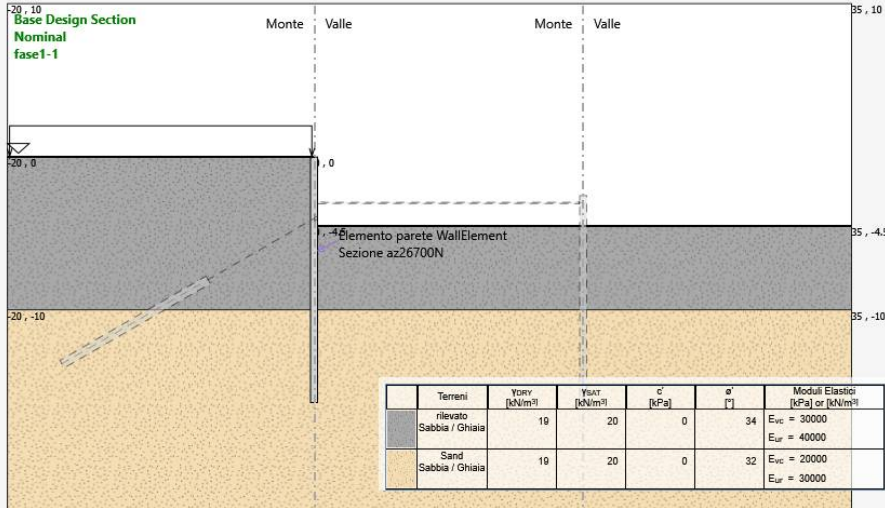 -20 , 10
35 , 10
Base Design Section
Nominal
fase1-1
Monte
Valle
Monte
Valle
-20 , 0
, 0
, -4.5
35 , -4.5
Elemento parete WallElement
Sezione az26700N
-20 , -10
35 , -10
Terreni γDRY [kN/m³] γSAT [kN/m³] c' [kPa] ø' [°] Moduli Elastici [kPa] or [kN/m³]
rilevato Sabbia / Ghiaia 19 20 0 34 Evc = 30000
Eur = 40000
Sand Sabbia / Ghiaia 19 20 0 32 Evc = 20000
Eur = 30000